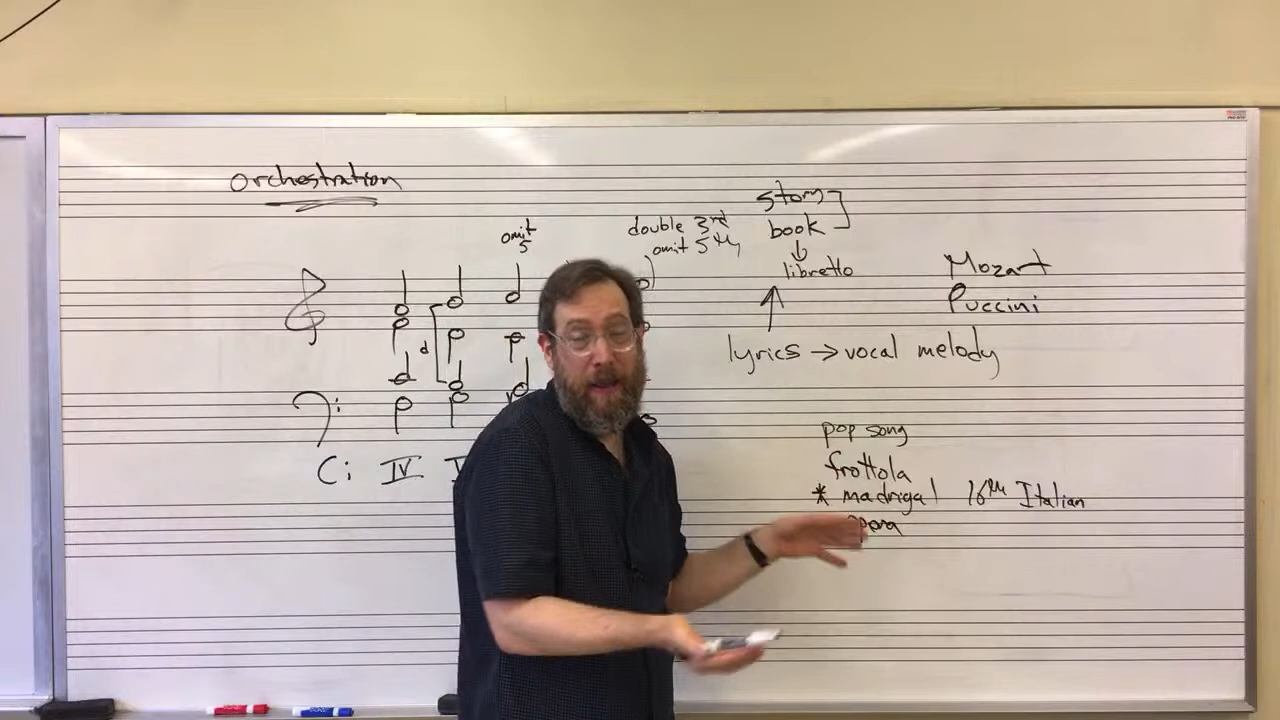 orchestration
omit
5
double 3rd
omit 5th
d
C: IV
story
book
libretto
lyrics → vocal melody
Mozart
Puccini
pop song
frottola
* madrigal 16th Italian
opera